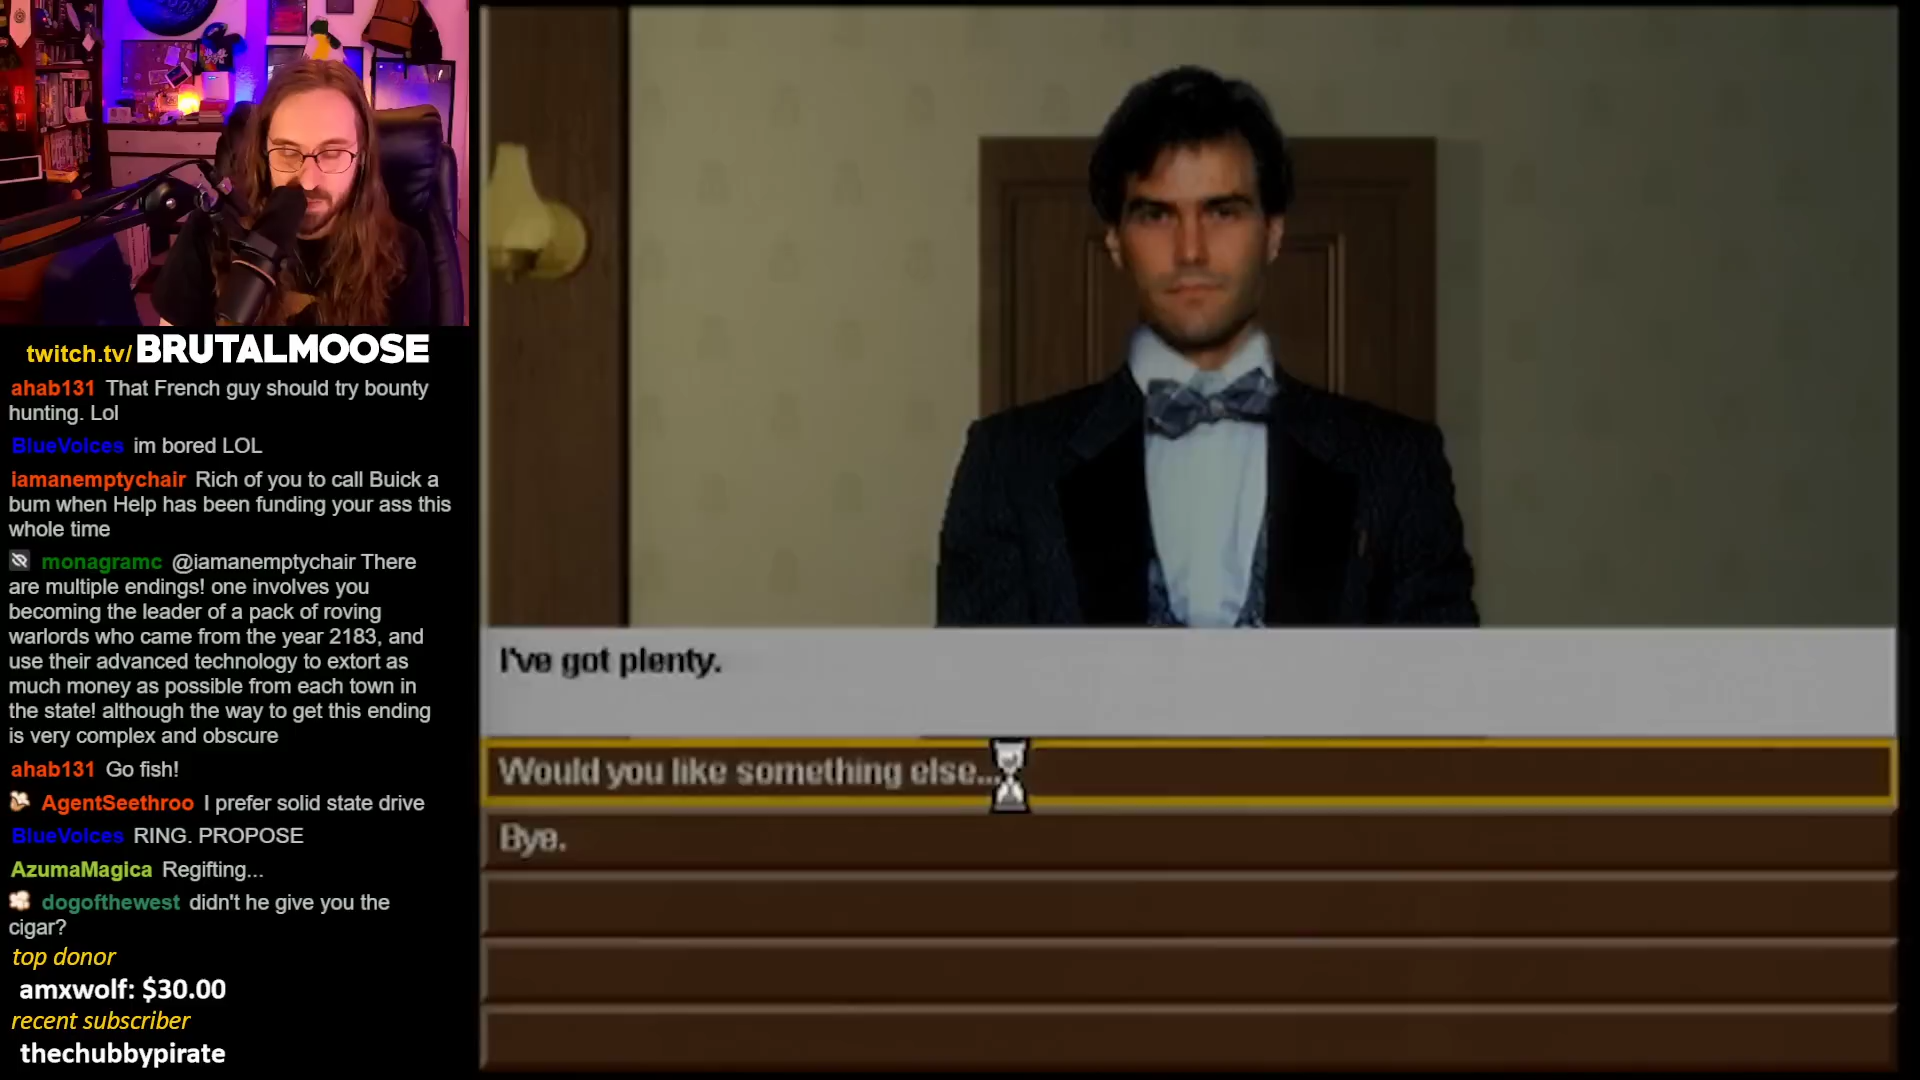 twitch.tv/BRUTALMOOSE
ahab131 That French guy should try bounty
hunting. Lol
BlueVoices im bored LOL
iamanemptychair Rich of you to call Buick a
bum when Help has been funding your ass this
whole time
monagramc @iamanemptychair There
are multiple endings! one involves you
becoming the leader of a pack of roving
warlords who came from the year 2183, and
use their advanced technology to extort as
much money as possible from each town in
the state! although the way to get this ending
is very complex and obscure
ahab131 Go fish!
AgentSeethroo I prefer solid state drive
BlueVoices RING. PROPOSE
AzumaMagica Regifting...
dogofthewest didn't he give you the
cigar?
top donor
amxwolf: $30.00
recent subscriber
thechubbypirate
I've got plenty.
Would you like something else...
Bye.